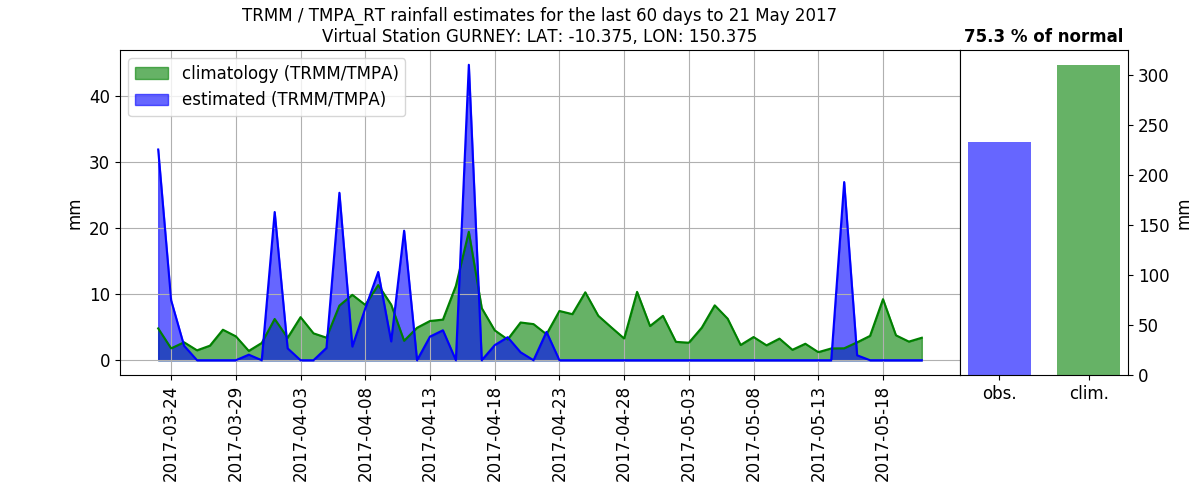 TRMM / TMPA_RT rainfall estimates for the last 60 days to 21 May 2017
Virtual Station GURNEY: LAT: -10.375, LON: 150.375
75.3 % of normal
climatology (TRMM/TMPA)
estimated (TRMM/TMPA)
mm
40
30
20
10
0
2017-03-24
2017-03-29
2017-04-03
2017-04-08
2017-04-13
2017-04-18
2017-04-23
2017-04-28
2017-05-03
2017-05-08
2017-05-13
2017-05-18
300
250
200
150
100
50
0
mm
obs.
clim.